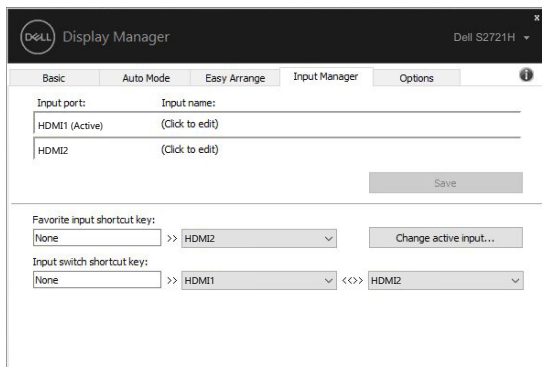 x
DELL Display Manager
Dell S2721H
Basic Auto Mode Easy Arrange Input Manager Options i
Input port: Input name:
HDMI1 (Active) (Click to edit)
HDMI2 (Click to edit)
Save
Favorite input shortcut key:
None >> HDMI2 Change active input...
Input switch shortcut key:
None >> HDMI1 <<>> HDMI2